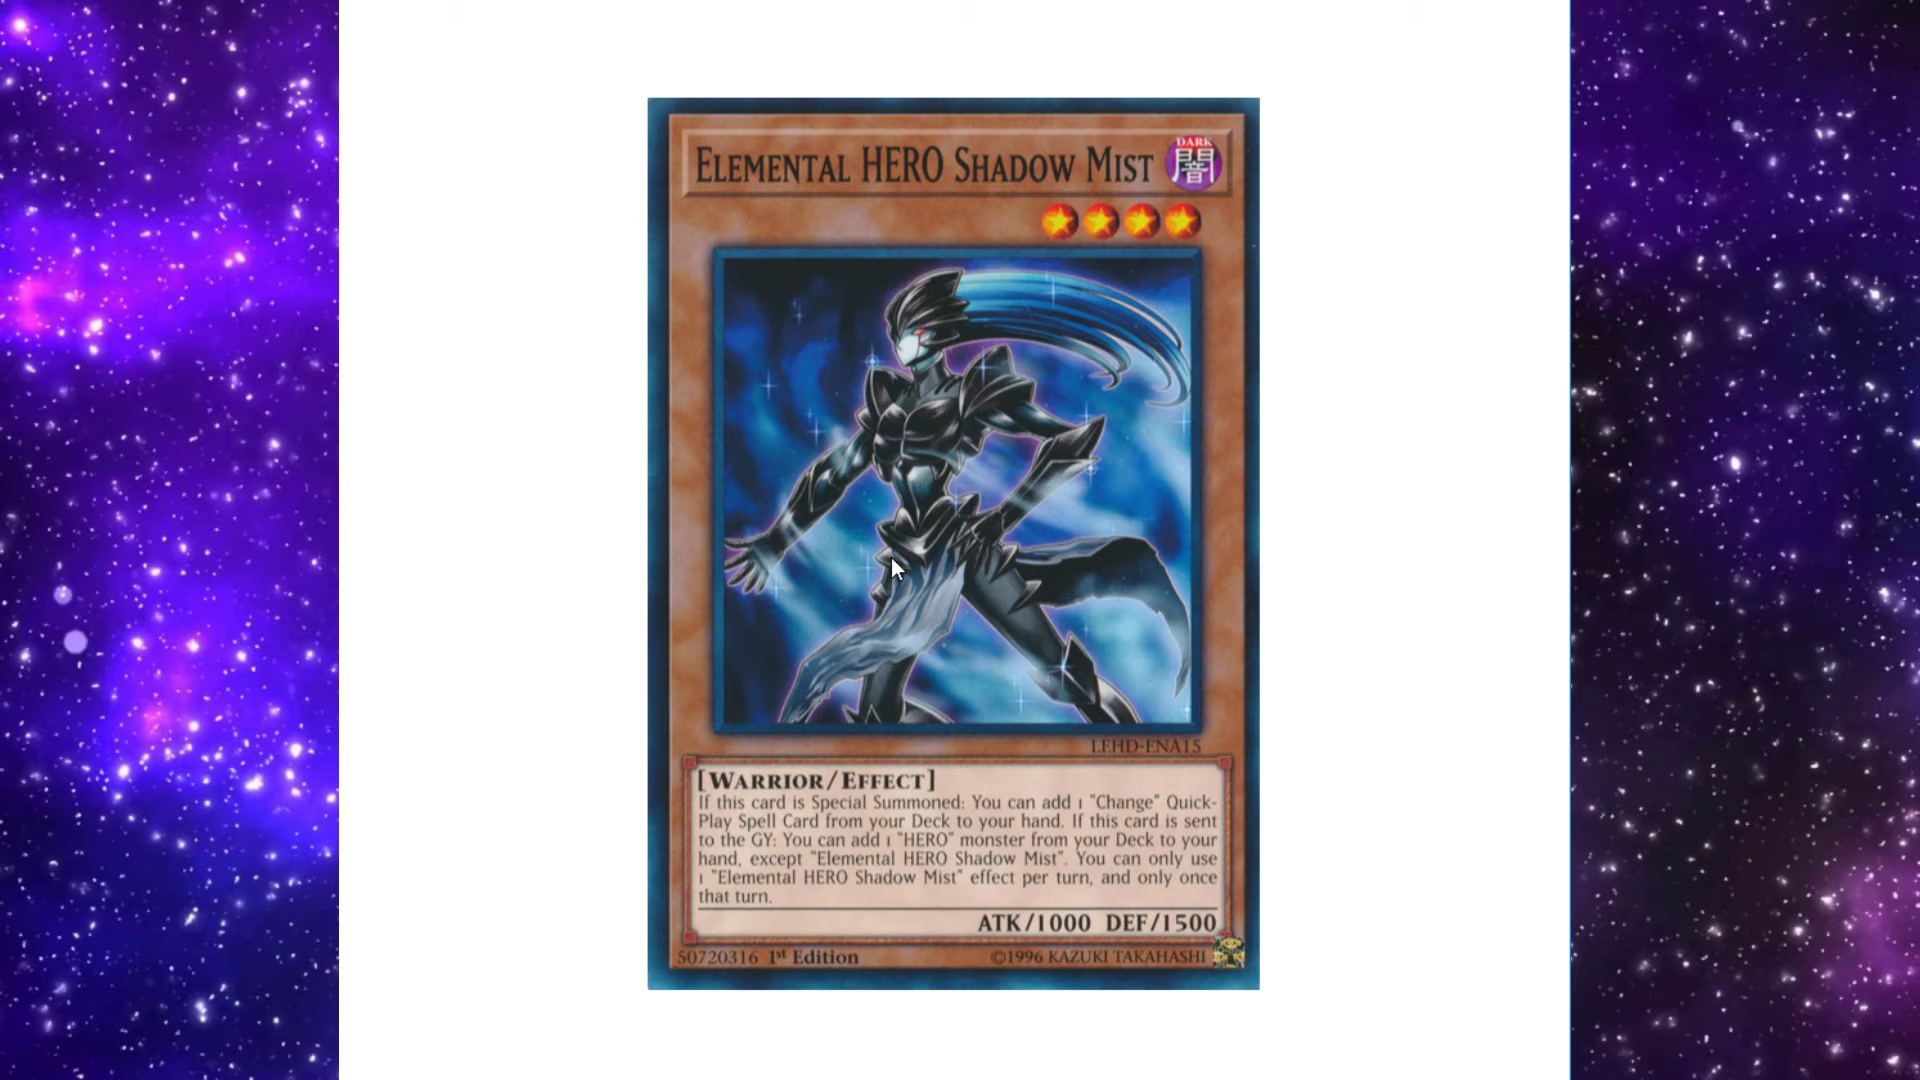 ELEMENTAL HERO SHADOW MIST
DARK
闇
LEHD-ENA15
[WARRIOR/EFFECT]
If this card is Special Summoned: You can add 1 "Change" Quick-
Play Spell Card from your Deck to your hand. If this card is sent
to the GY: You can add 1 "HERO" monster from your Deck to your
hand, except "Elemental HERO Shadow Mist". You can only use
1 "Elemental HERO Shadow Mist" effect per turn, and only once
that turn.
ATK/1000 DEF/1500
50720316 1st Edition ©1996 KAZUKI TAKAHASHI